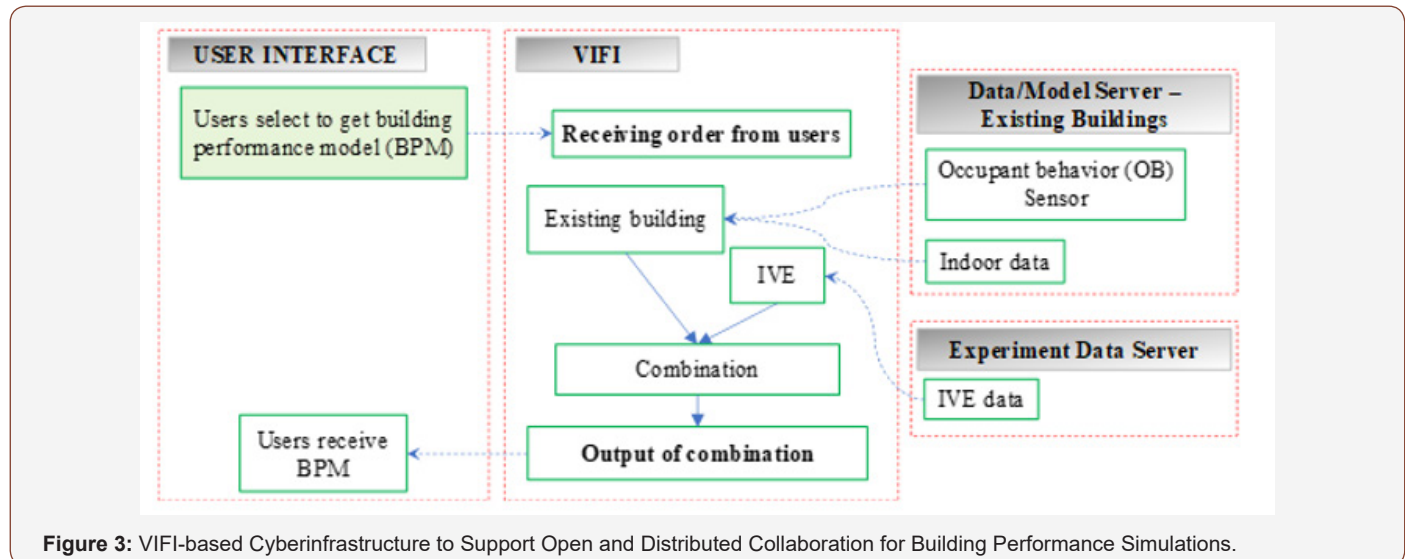 USER INTERFACE
Users select to get building
performance model (BPM)
Users receive
BPM
VIFI
Receiving order from users
Existing building
IVE
Combination
Output of combination
Data/Model Server –
Existing Buildings
Occupant behavior (OB)
Sensor
Indoor data
Experiment Data Server
IVE data
Figure 3: VIFI-based Cyberinfrastructure to Support Open and Distributed Collaboration for Building Performance Simulations.